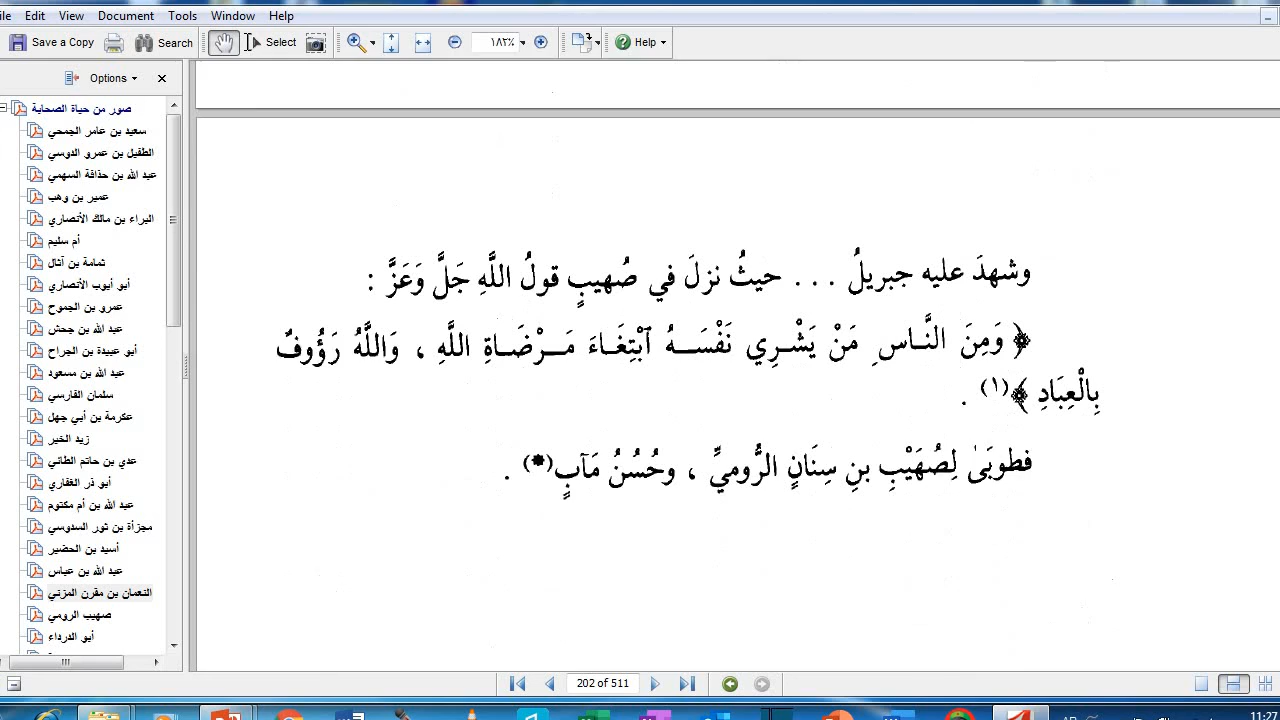 ile Edit View Document Tools Window Help
Save a Copy Search Select ١٨٢% Help
Options
صور من حياة الصحابة
سعيد بن عامر الجمحي
الطفيل بن عمرو الدوسي
عبد الله بن حذافة السهمي
عمير بن وهب
البراء بن مالك الأنصاري
أم سليم
ثمامة بن أثال
أبو أيوب الأنصاري
عمرو بن الجموح
عبد الله بن جحش
أبو عبيدة بن الجراح
عبد الله بن مسعود
سلمان الفارسي
عكرمة بن أبي جهل
زيد الخير
عدي بن حاتم الطائي
أبو ذر الغفاري
عبد الله بن أم مكتوم
مجزأة بن ثور السدوسي
أسيد بن الحضير
عبد الله بن عباس
النعمان بن مقرن المزني
صهيب الرومي
أبو الدرداء
وشهدَ عليه جبريلُ ... حيثُ نزلَ في صُهيبٍ قولُ اللَّهِ جَلَّ وَعَزَّ :
﴿ وَمِنَ النَّاسِ مَنْ يَشْرِي نَفْسَهُ ٱبْتِغَاءَ مَرْضَاةِ اللَّهِ ، وَاللَّهُ رَؤُوفٌ
بِالْعِبَادِ ﴾(١) .
فطوبَىٰ لِصُهَيْبِ بنِ سِنَانٍ الرُّوميِّ ، وحُسُنُ مَآبٍ(*) .
202 of 511
11:27